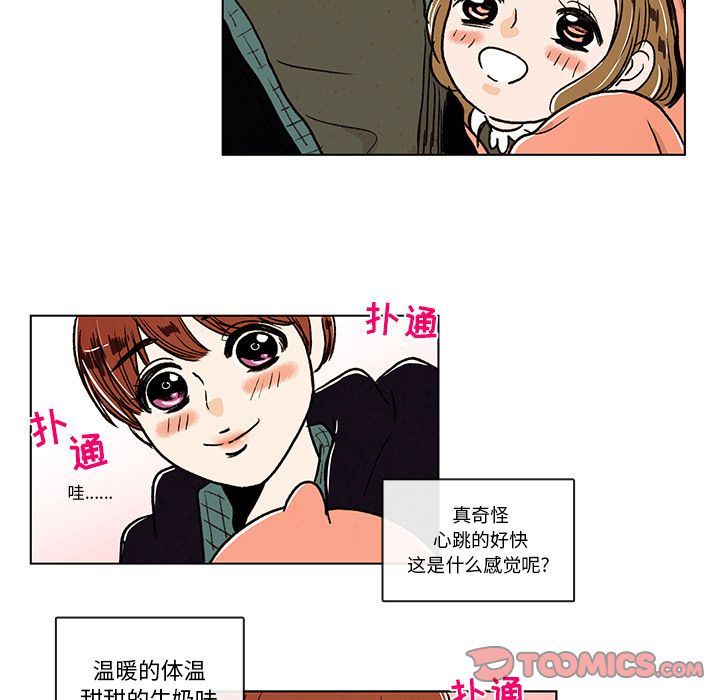 扑通
扑通
哇......
真奇怪
心跳的好快
这是什么感觉呢?
温暖的体温
甜甜的牛奶味
扑通
TOOMICS.COM